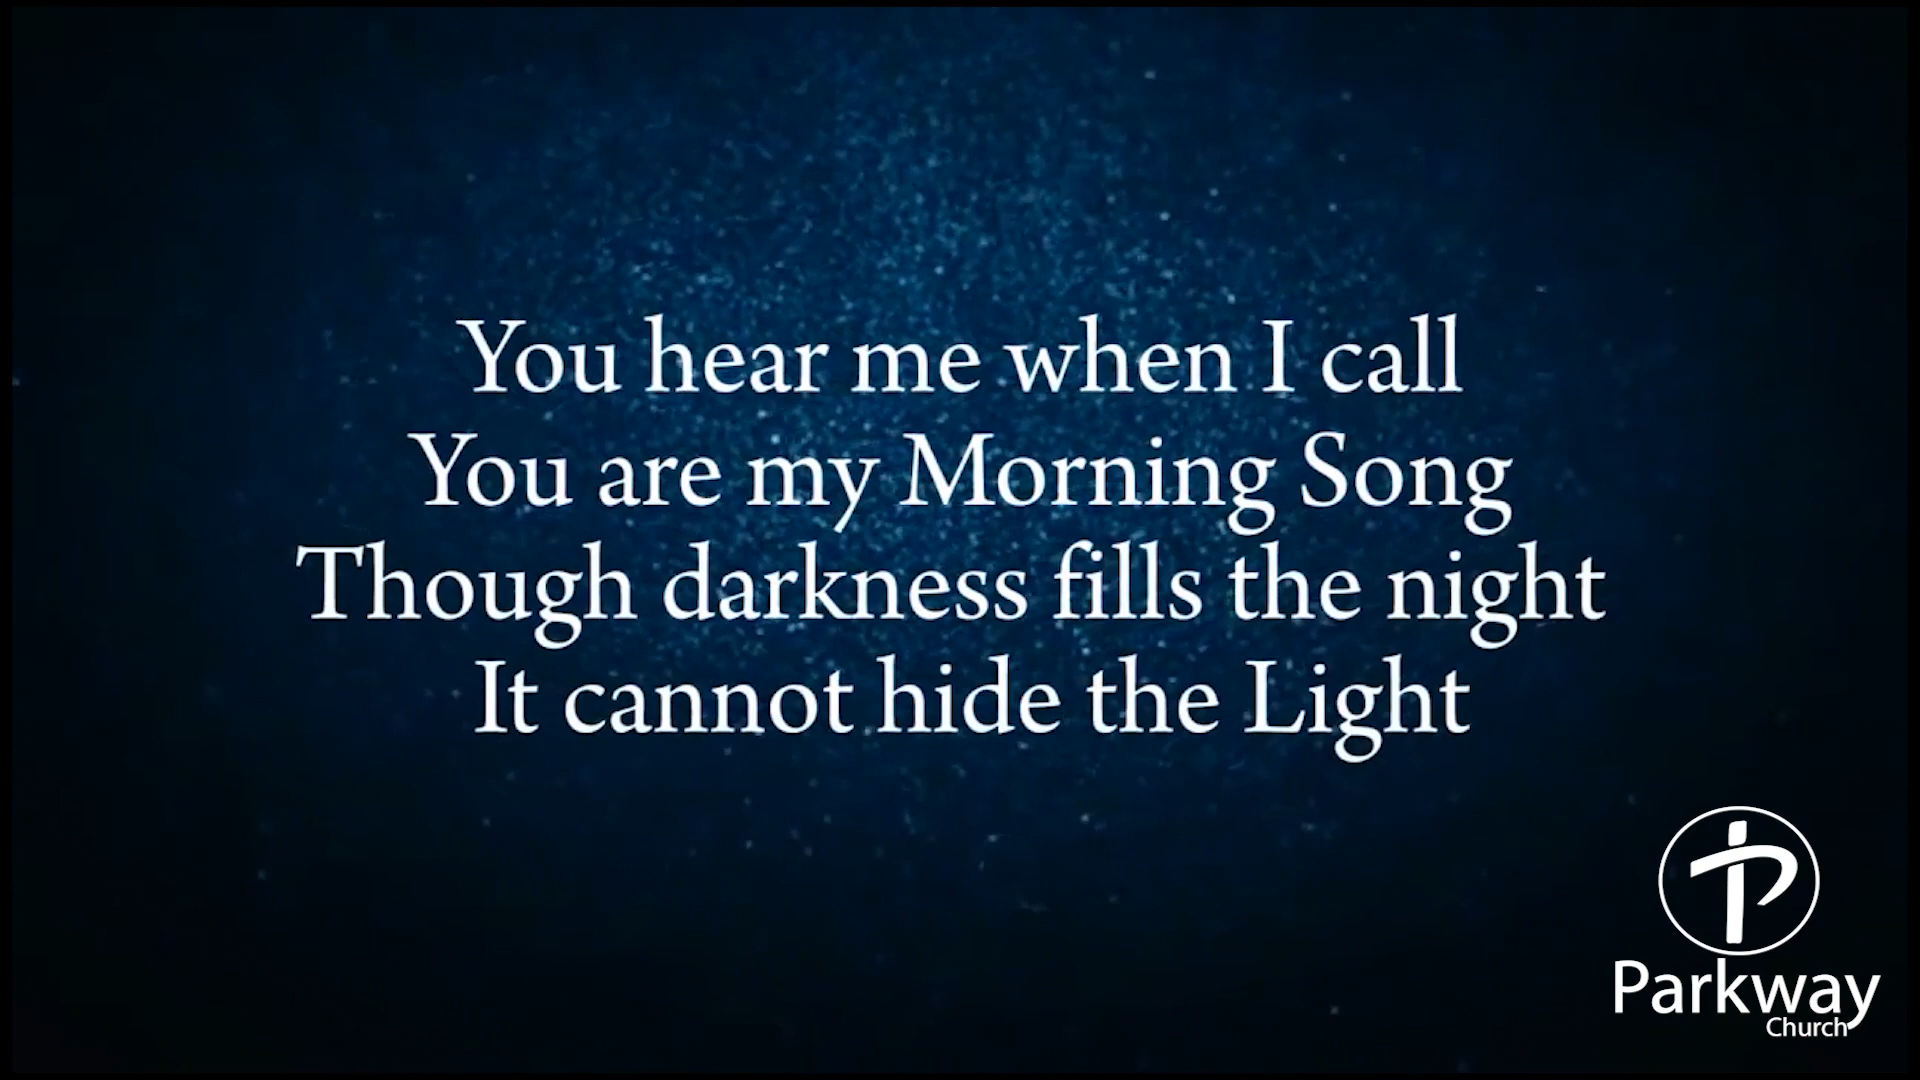 You hear me when I call
You are my Morning Song
Though darkness fills the night
It cannot hide the Light
Parkway
Church